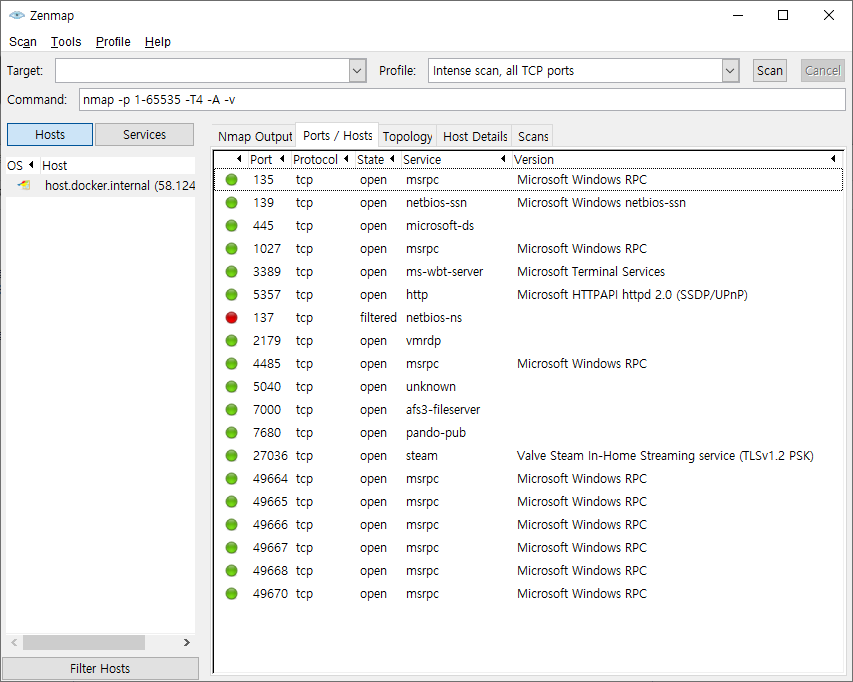 Zenmap
Scan Tools Profile Help
Target: Profile: Intense scan, all TCP ports Scan Cancel
Command: nmap -p 1-65535 -T4 -A -v
Hosts Services
Nmap Output Ports / Hosts Topology Host Details Scans
OS Host
host.docker.internal (58.124
Port Protocol State Service Version
135 tcp open msrpc Microsoft Windows RPC
139 tcp open netbios-ssn Microsoft Windows netbios-ssn
445 tcp open microsoft-ds
1027 tcp open msrpc Microsoft Windows RPC
3389 tcp open ms-wbt-server Microsoft Terminal Services
5357 tcp open http Microsoft HTTPAPI httpd 2.0 (SSDP/UPnP)
137 tcp filtered netbios-ns
2179 tcp open vmrdp
4485 tcp open msrpc Microsoft Windows RPC
5040 tcp open unknown
7000 tcp open afs3-fileserver
7680 tcp open pando-pub
27036 tcp open steam Valve Steam In-Home Streaming service (TLSv1.2 PSK)
49664 tcp open msrpc Microsoft Windows RPC
49665 tcp open msrpc Microsoft Windows RPC
49666 tcp open msrpc Microsoft Windows RPC
49667 tcp open msrpc Microsoft Windows RPC
49668 tcp open msrpc Microsoft Windows RPC
49670 tcp open msrpc Microsoft Windows RPC
Filter Hosts